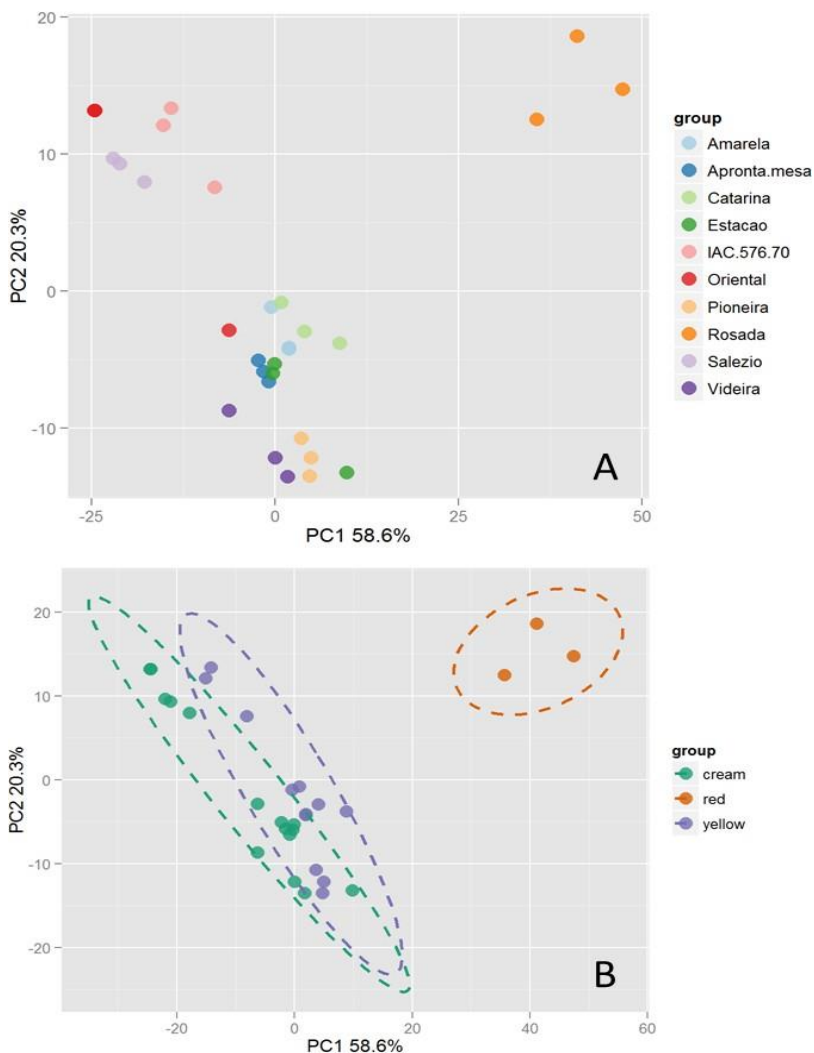 20
10
0
-10
PC2 20.3%
-25
0
25
50
PC1 58.6%
A
group
Amarela
Apronta.mesa
Catarina
Estacao
IAC.576.70
Oriental
Pioneira
Rosada
Salezio
Videira
20
10
0
-10
-20
PC2 20.3%
-20
0
20
40
60
PC1 58.6%
B
group
cream
red
yellow